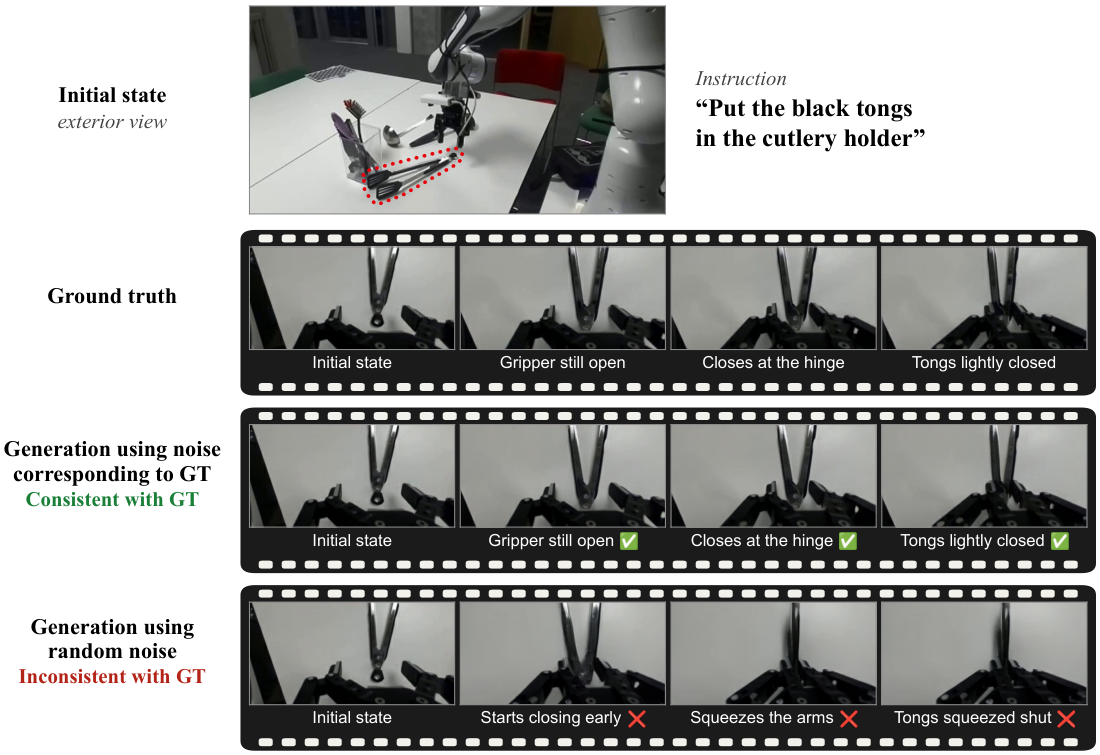 Initial state
exterior view
Instruction
“Put the black tongs
in the cutlery holder”
Ground truth
Initial state
Gripper still open
Closes at the hinge
Tongs lightly closed
Generation using noise
corresponding to GT
Consistent with GT
Initial state
Gripper still open ✅
Closes at the hinge ✅
Tongs lightly closed ✅
Generation using
random noise
Inconsistent with GT
Initial state
Starts closing early ❌
Squeezes the arms ❌
Tongs squeezed shut ❌